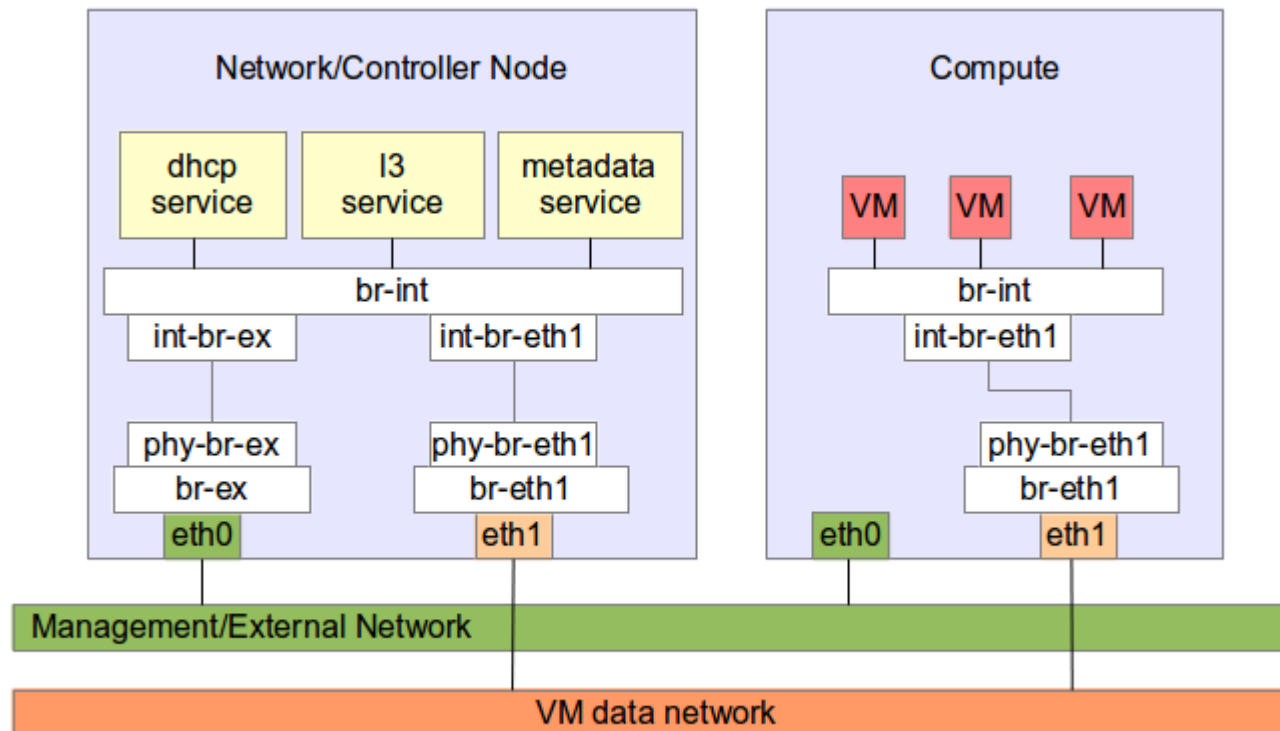 Network/Controller Node
Compute
dhcp
service
l3
service
metadata
service
VM
VM
VM
br-int
br-int
int-br-ex
int-br-eth1
int-br-eth1
phy-br-ex
phy-br-eth1
phy-br-eth1
br-ex
br-eth1
br-eth1
eth0
eth1
eth0
eth1
Management/External Network
VM data network